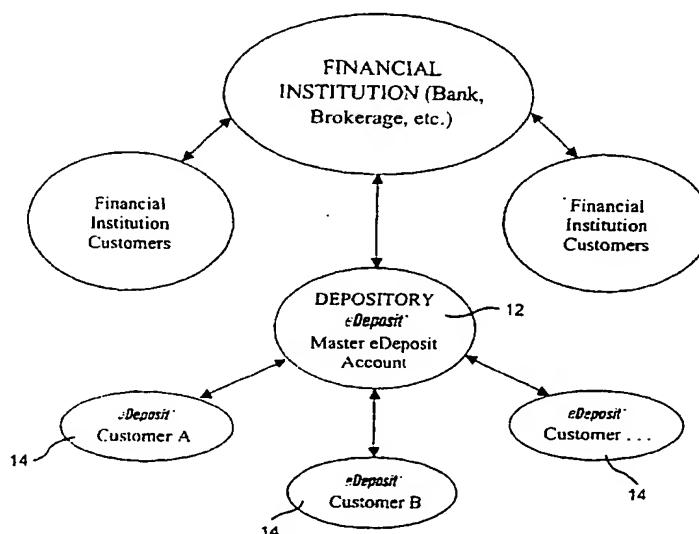 FINANCIAL
INSTITUTION (Bank,
Brokerage, etc.)
Financial
Institution
Customers
Financial
Institution
Customers
DEPOSITORY
eDeposit
Master eDeposit
Account
12
eDeposit
Customer A
14
eDeposit
Customer B
14
eDeposit
Customer . . .
14